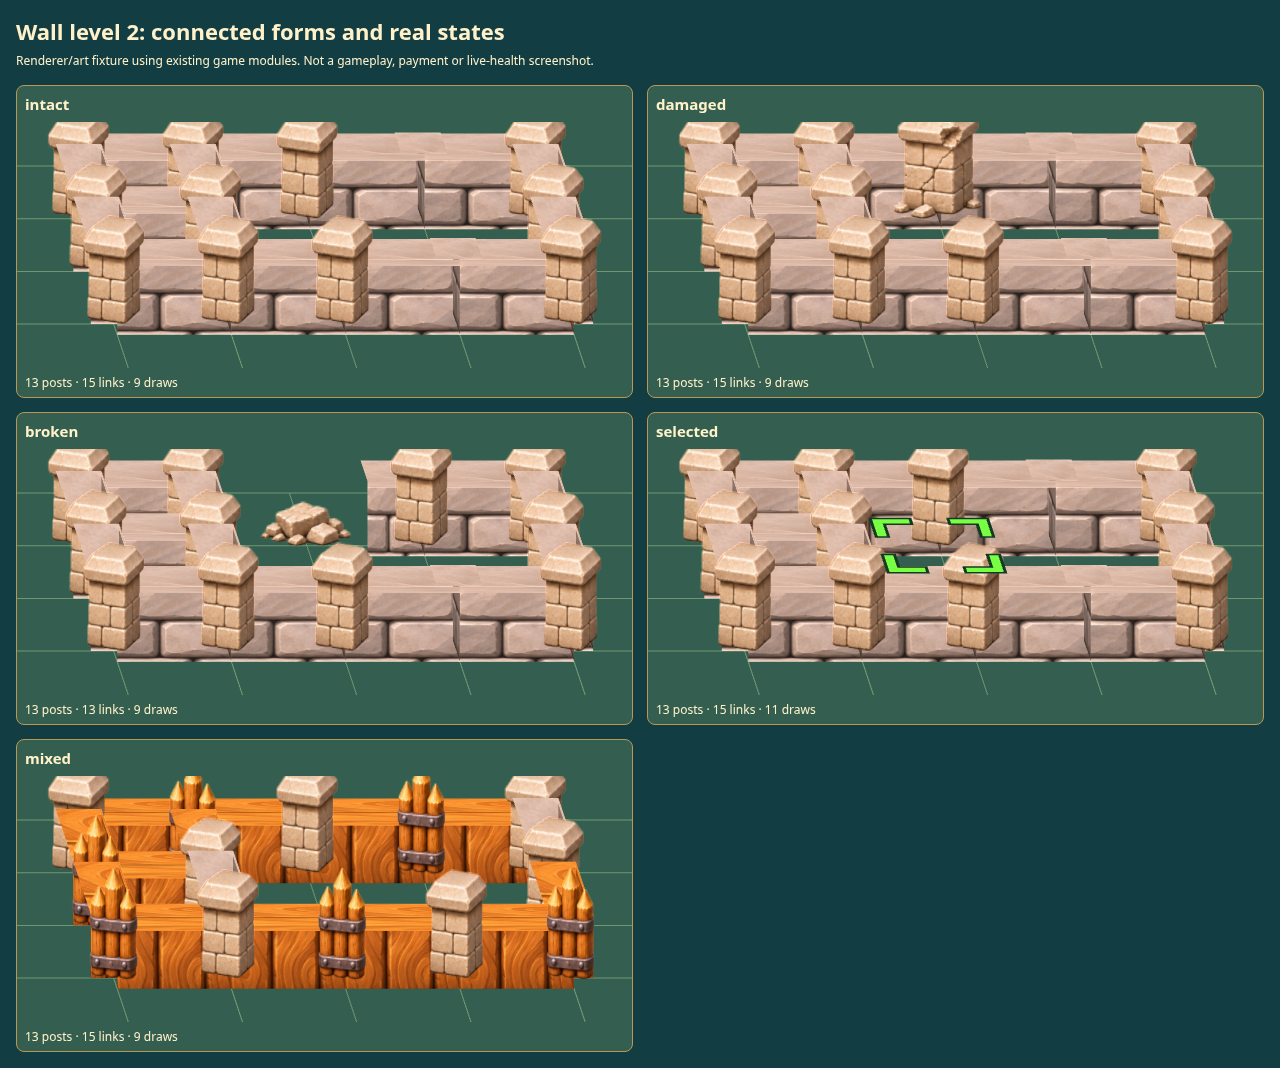 Wall level 2: connected forms and real states
Renderer/art fixture using existing game modules. Not a gameplay, payment or live-health screenshot.
intact
13 posts · 15 links · 9 draws
damaged
13 posts · 15 links · 9 draws
broken
13 posts · 13 links · 9 draws
selected
13 posts · 15 links · 11 draws
mixed
13 posts · 15 links · 9 draws